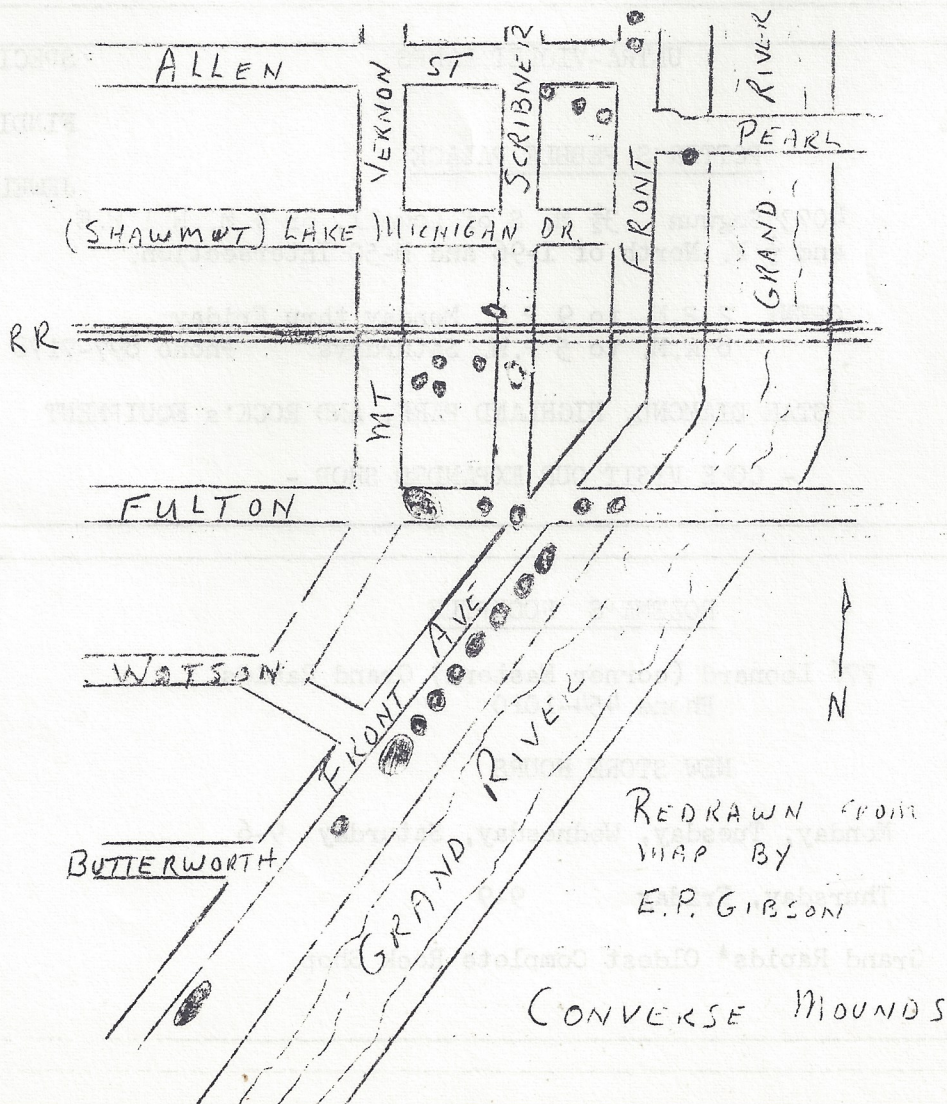 ALLEN ST
VERNON
SCRIBNER
RIVER
PEARL
FRONT
(SHAWMUT) LAKE MICHIGAN DR
GRAND
RR
MT
FULTON
FRONT AVE
WOTSON
GRAND RIVER
N
BUTTERWORTH
REDRAWN FROM
MAP BY
E.P. GIBSON
CONVERSE MOUNDS